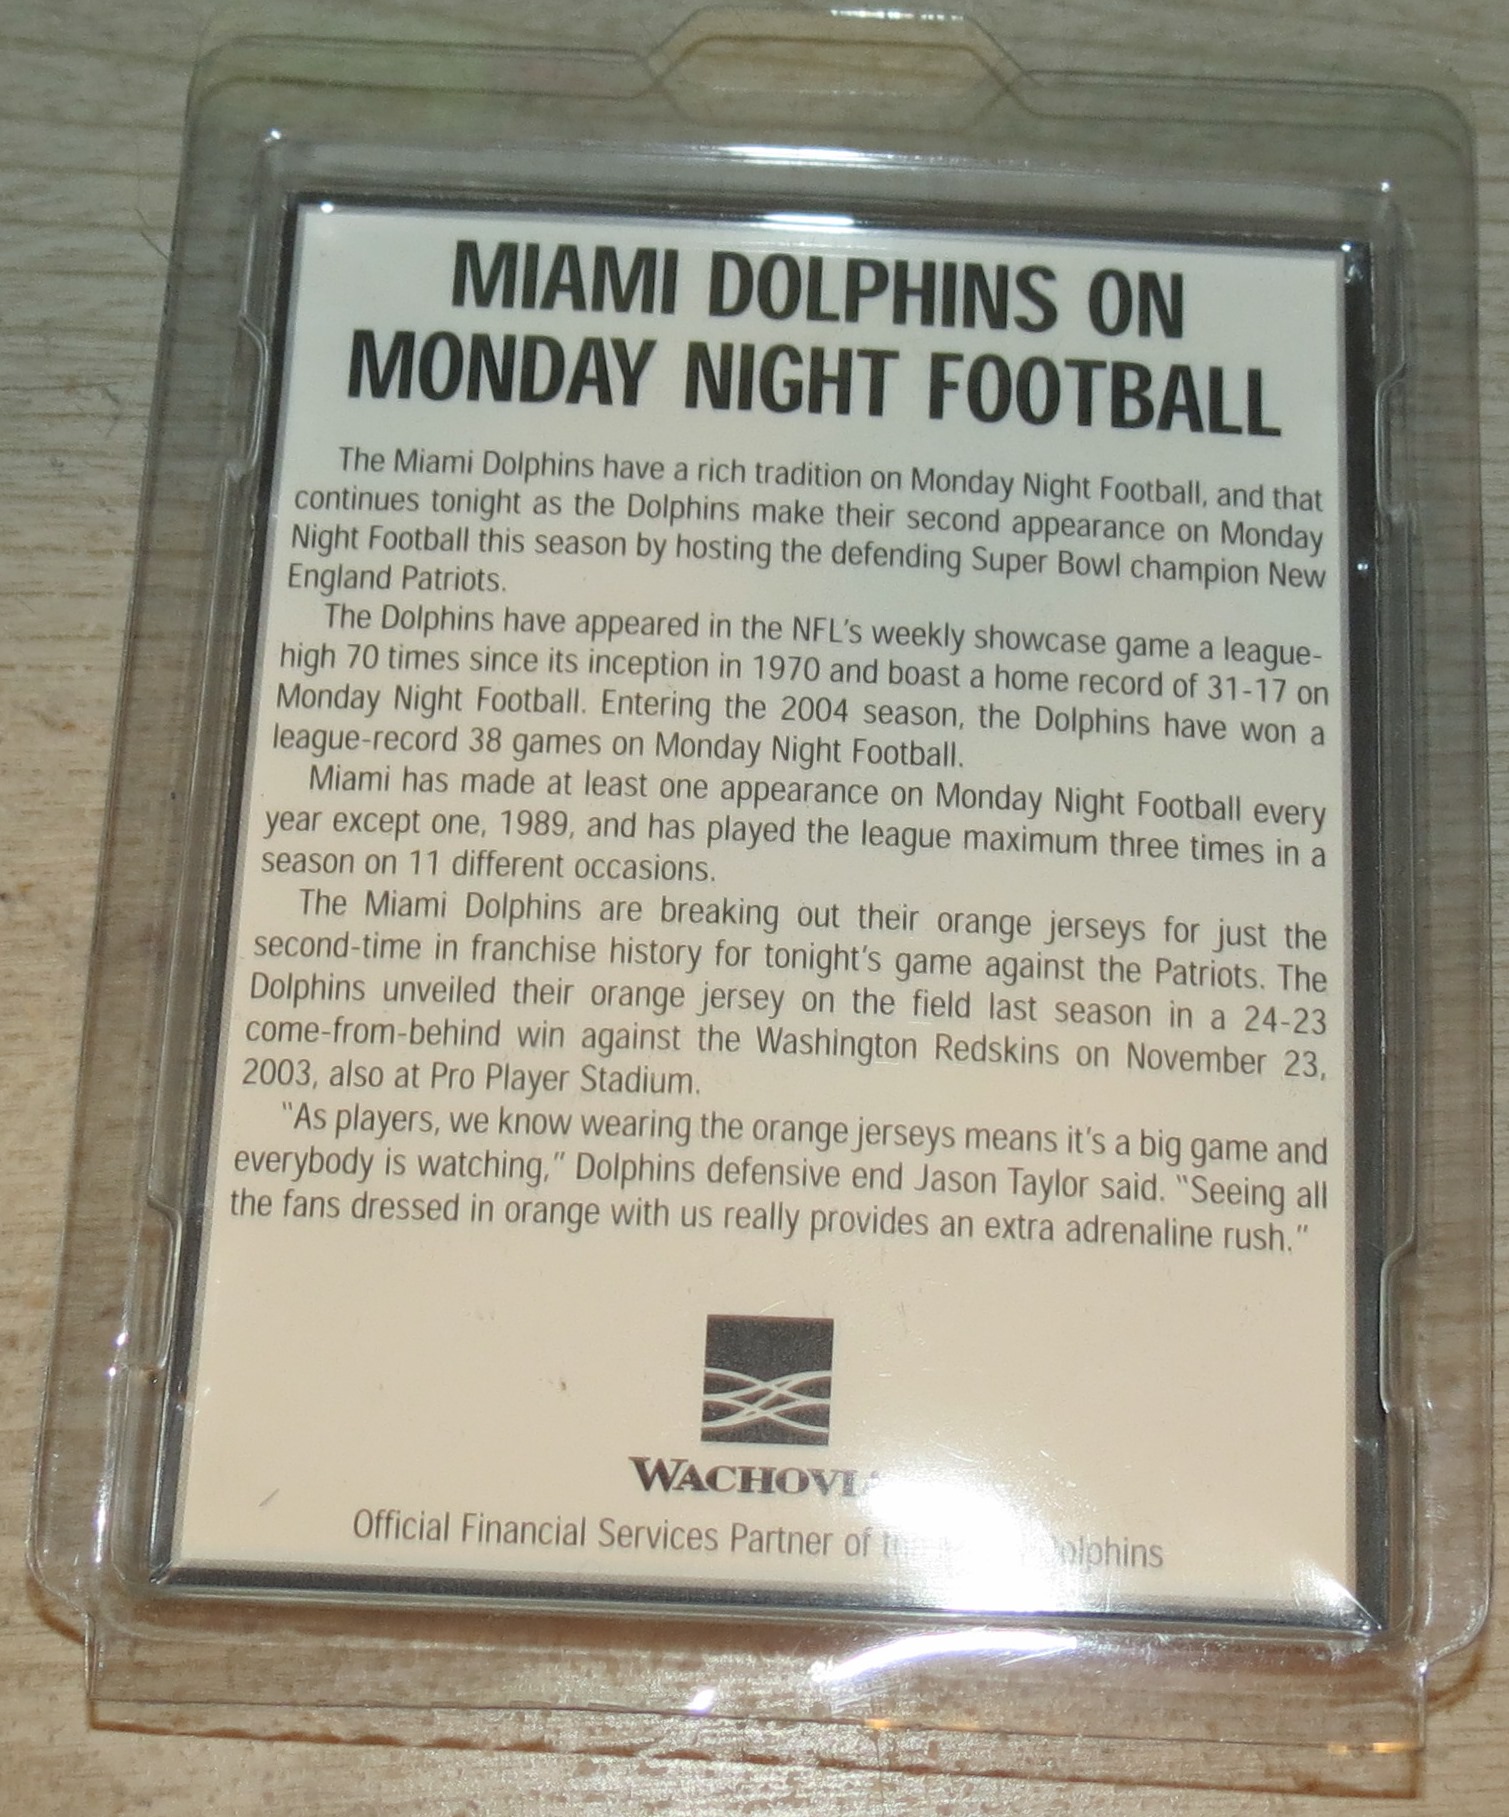 MIAMI DOLPHINS ON
MONDAY NIGHT FOOTBALL
The Miami Dolphins have a rich tradition on Monday Night Football, and that
continues tonight as the Dolphins make their second appearance on Monday
Night Football this season by hosting the defending Super Bowl champion New
England Patriots.
The Dolphins have appeared in the NFL's weekly showcase game a league-
high 70 times since its inception in 1970 and boast a home record of 31-17 on
Monday Night Football. Entering the 2004 season, the Dolphins have won a
league-record 38 games on Monday Night Football.
Miami has made at least one appearance on Monday Night Football every
year except one, 1989, and has played the league maximum three times in a
season on 11 different occasions.
The Miami Dolphins are breaking out their orange jerseys for just the
second-time in franchise history for tonight's game against the Patriots. The
Dolphins unveiled their orange jersey on the field last season in a 24-23
come-from-behind win against the Washington Redskins on November 23,
2003, also at Pro Player Stadium.
"As players, we know wearing the orange jerseys means it's a big game and
everybody is watching," Dolphins defensive end Jason Taylor said. "Seeing all
the fans dressed in orange with us really provides an extra adrenaline rush."
WACHOVIA
Official Financial Services Partner of the Dolphins